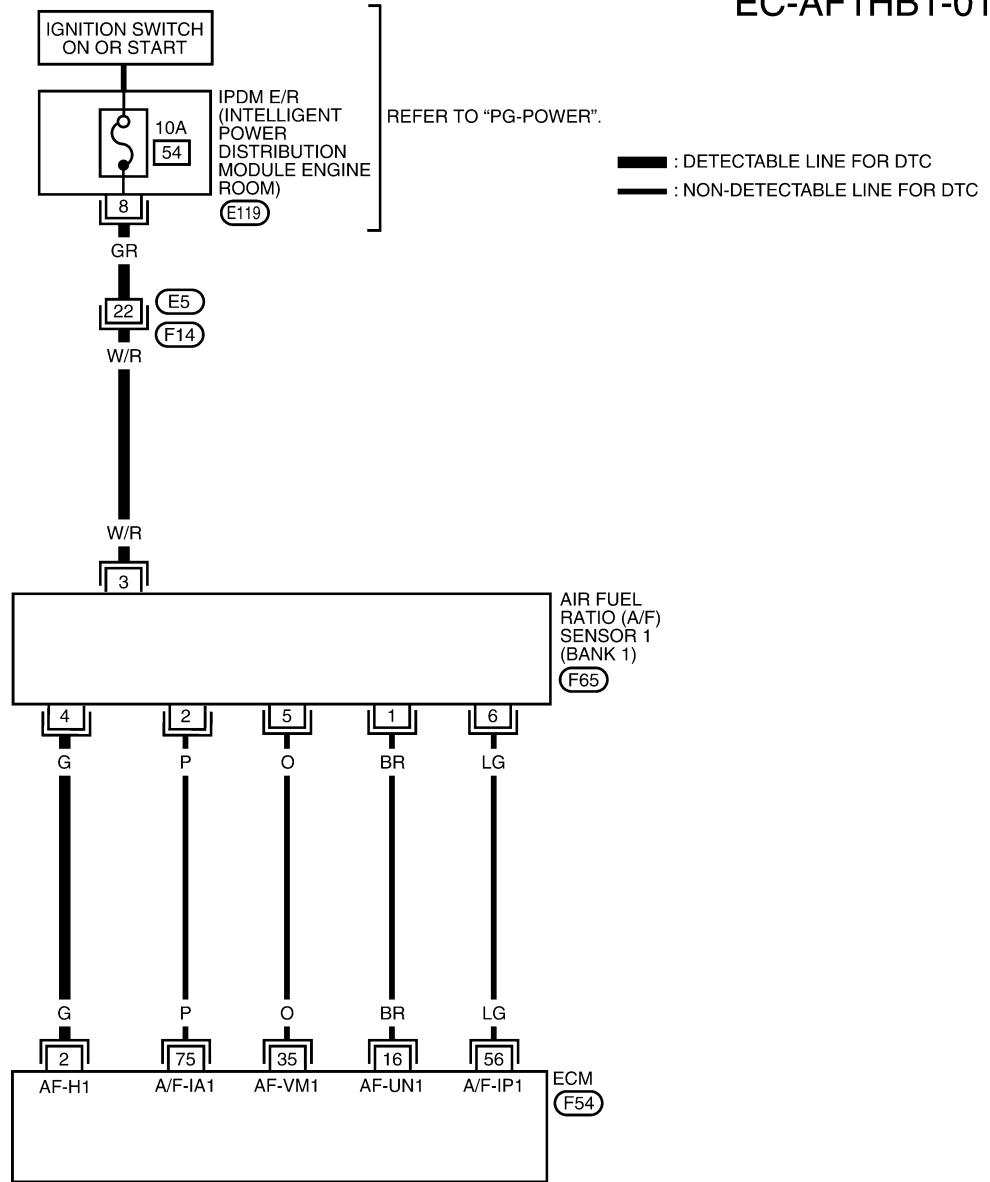 EC-AF1HB1-01
IGNITION SWITCH
ON OR START
IPDM E/R
(INTELLIGENT
POWER
DISTRIBUTION
MODULE ENGINE
ROOM)
E119
10A
54
8
REFER TO “PG-POWER”.
: DETECTABLE LINE FOR DTC
: NON-DETECTABLE LINE FOR DTC
GR
22
E5
F14
W/R
W/R
3
AIR FUEL
RATIO (A/F)
SENSOR 1
(BANK 1)
F65
4 2 5 1 6
G P O BR LG
G P O BR LG
2 75 35 16 56
AF-H1 A/F-IA1 AF-VM1 AF-UN1 A/F-IP1
ECM
F54